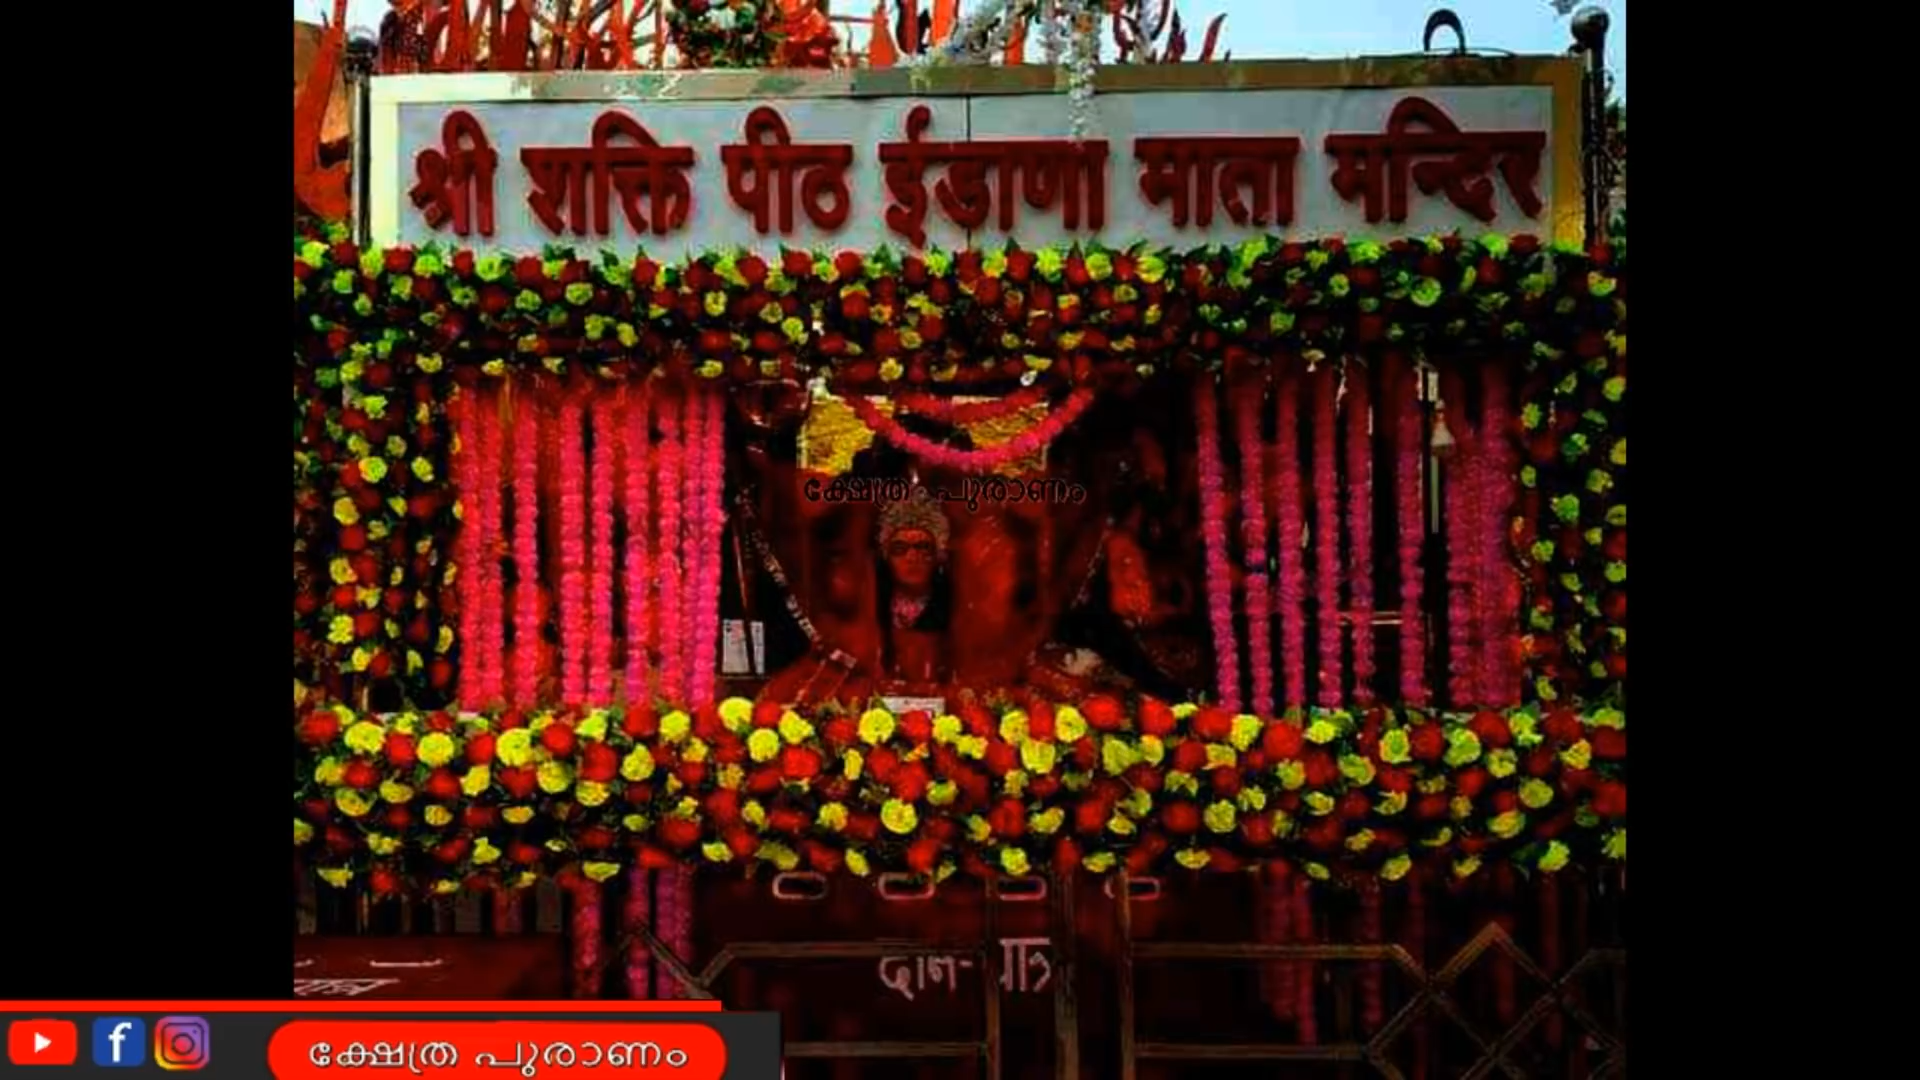 श्री शक्ति पीठ ईडाणा माता मन्दिर
ക്ഷേത്ര പുരാണം
दान-पात्र
ക്ഷേത്ര പുരാണം